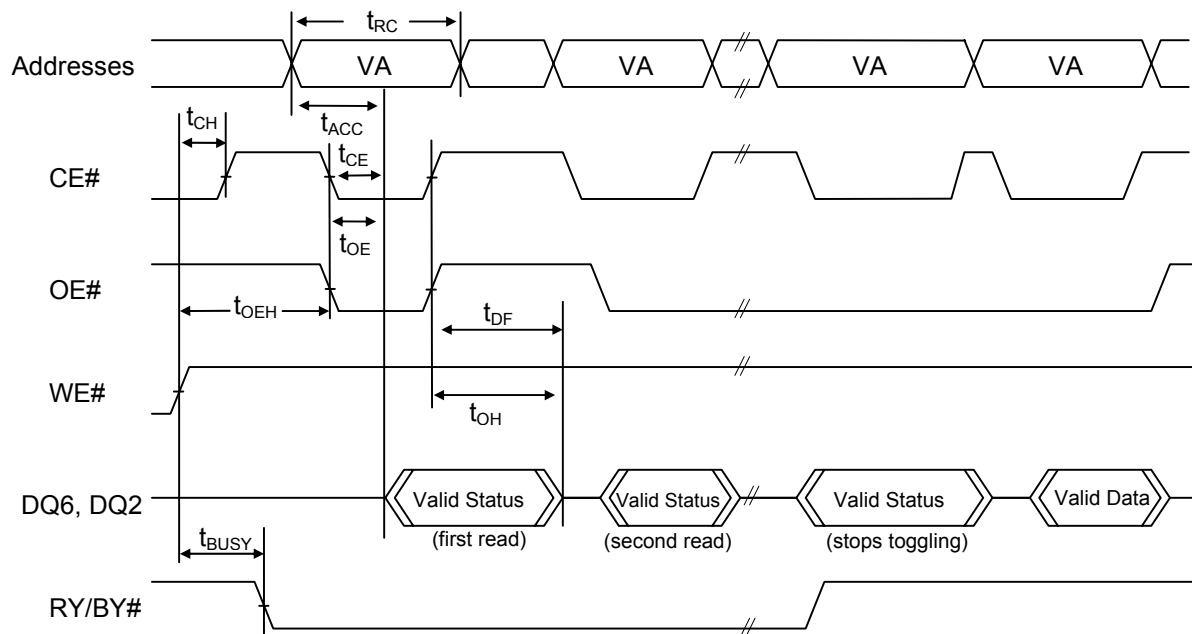 tRC
Addresses VA VA VA VA
tCH tACC
CE# tCE
tOE
OE#
tOEH tDF
WE#
tOH
DQ6, DQ2 Valid Status Valid Status Valid Status Valid Data
(first read) (second read) (stops toggling)
tBUSY
RY/BY#